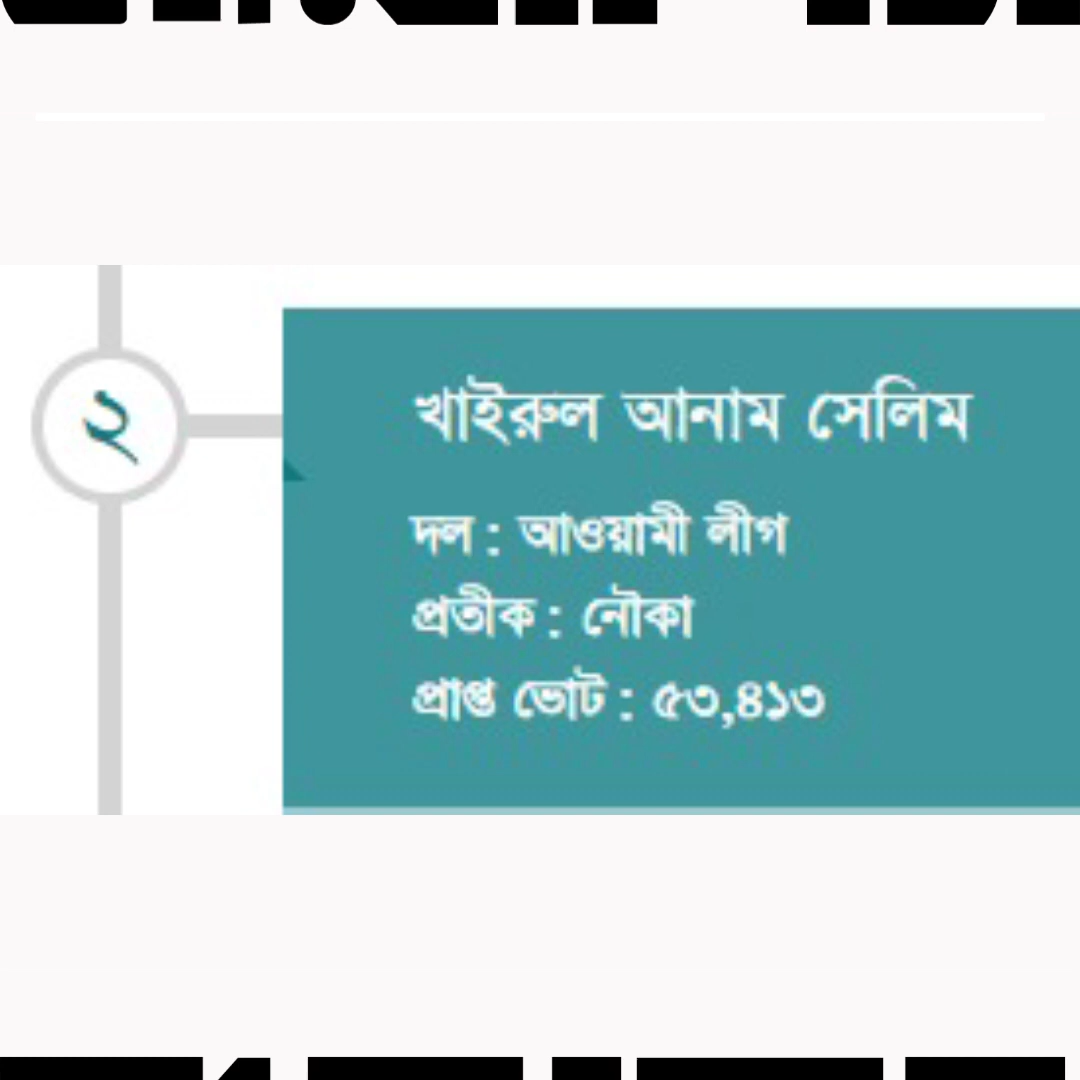 ২
খাইরুল আনাম সেলিম
দল : আওয়ামী লীগ
প্রতীক : নৌকা
প্রাপ্ত ভোট : ৫৩,৪১৩